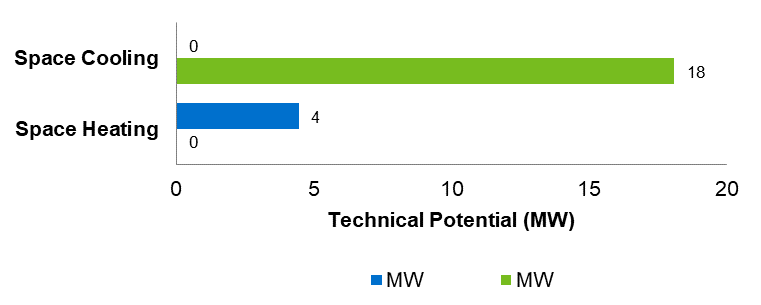 0
Space Cooling
18
4
Space Heating
0
0 5 10 15 20
Technical Potential (MW)
MW MW